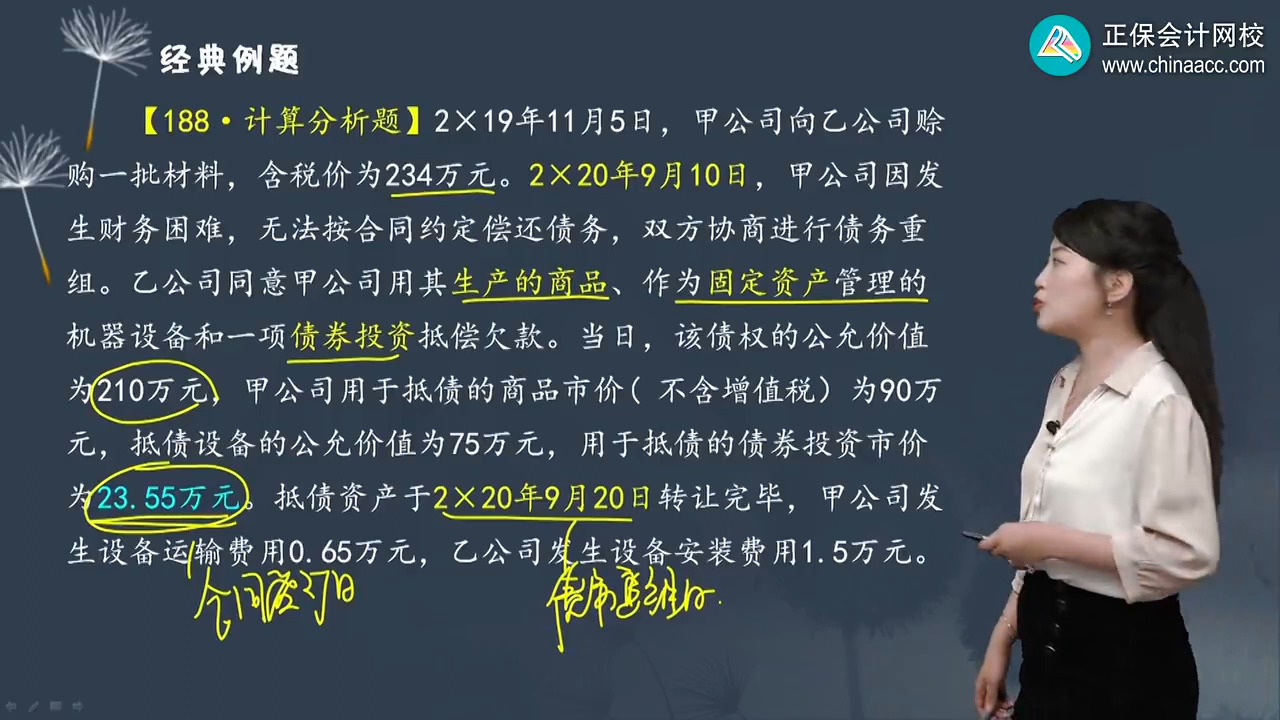 正保会计网校
www.chinaacc.com
经典例题
【188·计算分析题】2×19年11月5日，甲公司向乙公司赊
购一批材料，含税价为234万元。2×20年9月10日，甲公司因发
生财务困难，无法按合同约定偿还债务，双方协商进行债务重
组。乙公司同意甲公司用其生产的商品、作为固定资产管理的
机器设备和一项债券投资抵偿欠款。当日，该债权的公允价值
为210万元，甲公司用于抵债的商品市价（不含增值税）为90万
元，抵债设备的公允价值为75万元，用于抵债的债券投资市价
为23.55万元。抵债资产于2×20年9月20日转让完毕，甲公司发
生设备运输费用0.65万元，乙公司发生设备安装费用1.5万元。
合同签订日
债务重组日.